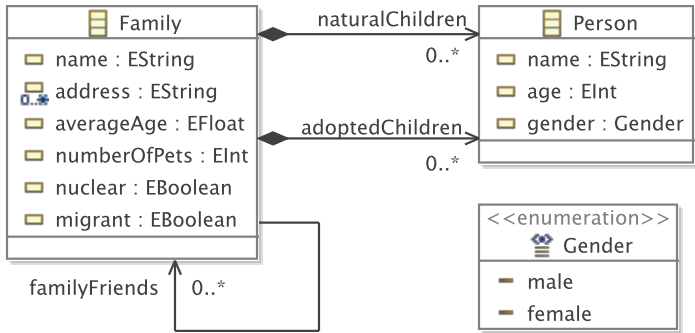 Family
name : EString
0..*
address : EString
averageAge : EFloat
numberOfPets : EInt
nuclear : EBoolean
migrant : EBoolean
naturalChildren
0..*
adoptedChildren
0..*
familyFriends
0..*
Person
name : EString
age : EInt
gender : Gender
<<enumeration>>
Gender
male
female